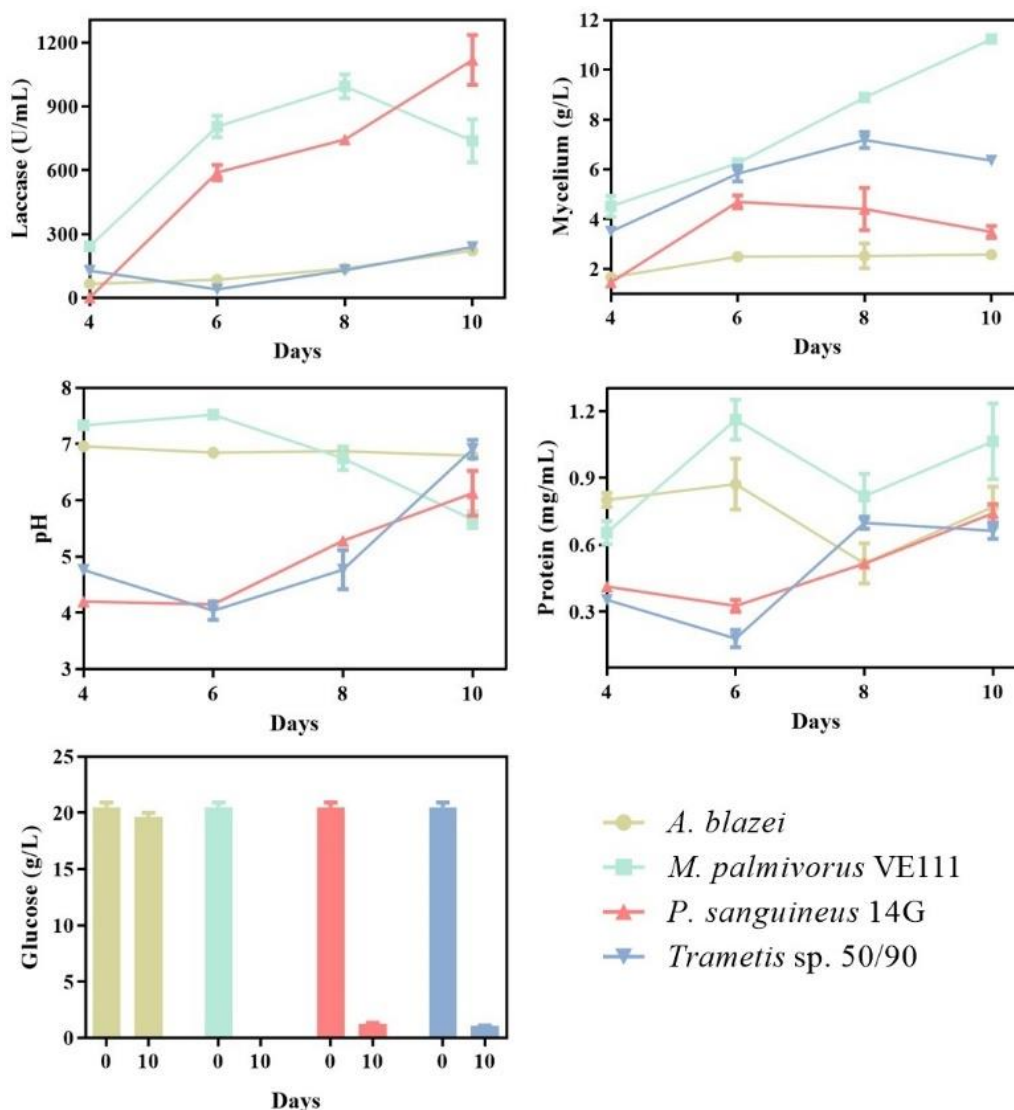 Laccase (U/mL)
1200
900
600
300
0
4 6 8 10
Days
Mycelium (g/L)
12
10
8
6
4
2
4 6 8 10
Days
pH
8
7
6
5
4
3
4 6 8 10
Days
Protein (mg/mL)
1.2
0.9
0.6
0.3
4 6 8 10
Days
Glucose (g/L)
25
20
15
10
5
0
0 10 0 10 0 10 0 10
Days
A. blazei
M. palmivorus VE111
P. sanguineus 14G
Trametis sp. 50/90